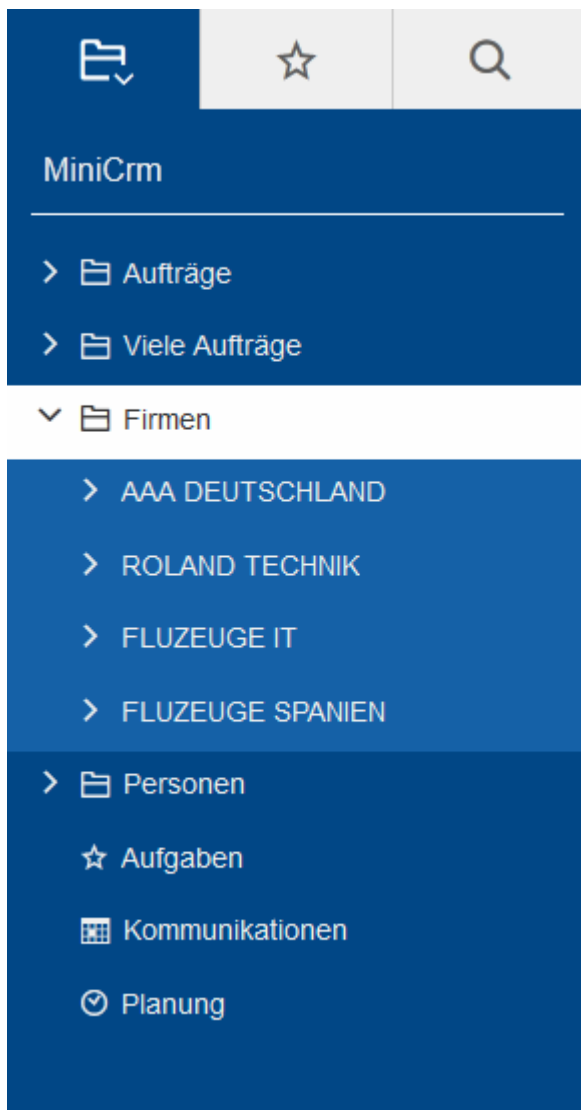 MiniCrm
Aufträge
Viele Aufträge
Firmen
AAA DEUTSCHLAND
ROLAND TECHNIK
FLUZEUGE IT
FLUZEUGE SPANIEN
Personen
Aufgaben
Kommunikationen
Planung